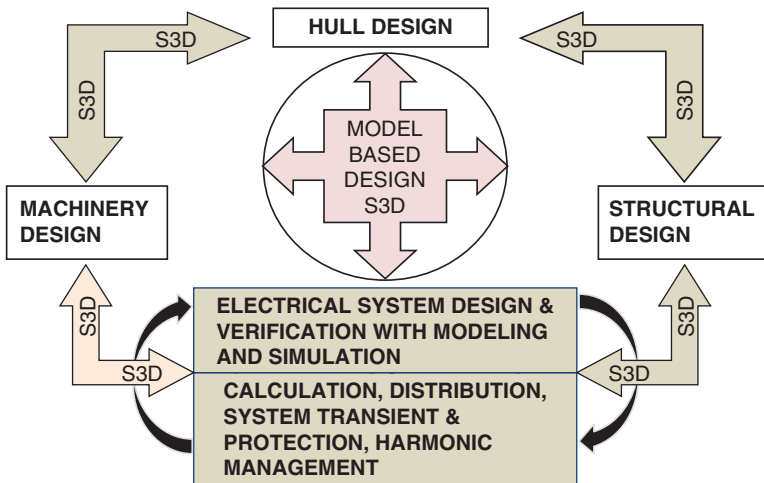 HULL DESIGN
S3D
S3D
S3D
S3D
MODEL
BASED
DESIGN
S3D
MACHINERY
DESIGN
STRUCTURAL
DESIGN
S3D
S3D
ELECTRICAL SYSTEM DESIGN &
VERIFICATION WITH MODELING
AND SIMULATION
S3D
S3D
CALCULATION, DISTRIBUTION,
SYSTEM TRANSIENT &
PROTECTION, HARMONIC
MANAGEMENT